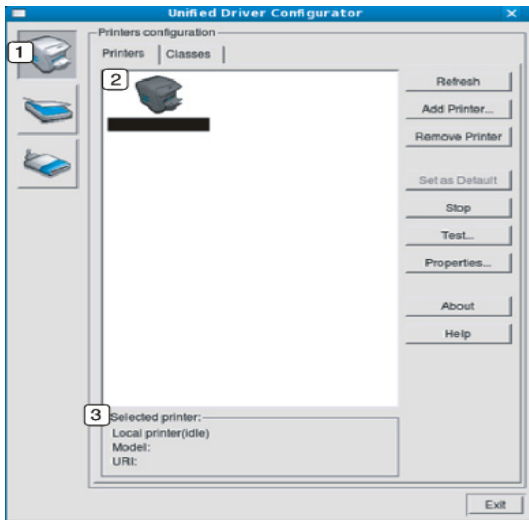 Unified Driver Configurator
Printers configuration
1
Printers
Classes
2
Refresh
Add Printer...
Remove Printer
Set as Default
Stop
Test...
Properties...
About
Help
3
Selected printer:
Local printer(idle)
Model:
URI:
Exit